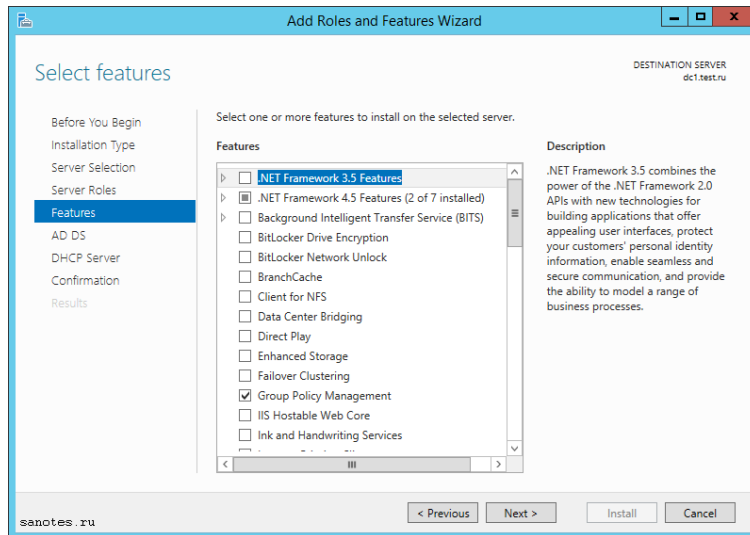 Add Roles and Features Wizard
Select features
DESTINATION SERVER
dc1.test.ru
Before You Begin
Installation Type
Server Selection
Server Roles
Features
AD DS
DHCP Server
Confirmation
Results
Select one or more features to install on the selected server.
Features
.NET Framework 3.5 Features
.NET Framework 4.5 Features (2 of 7 installed)
Background Intelligent Transfer Service (BITS)
BitLocker Drive Encryption
BitLocker Network Unlock
BranchCache
Client for NFS
Data Center Bridging
Direct Play
Enhanced Storage
Failover Clustering
Group Policy Management
IIS Hostable Web Core
Ink and Handwriting Services
Description
.NET Framework 3.5 combines the
power of the .NET Framework 2.0
APIs with new technologies for
building applications that offer
appealing user interfaces, protect
your customers' personal identity
information, enable seamless and
secure communication, and provide
the ability to model a range of
business processes.
< Previous
Next >
Install
Cancel
sanotes.ru